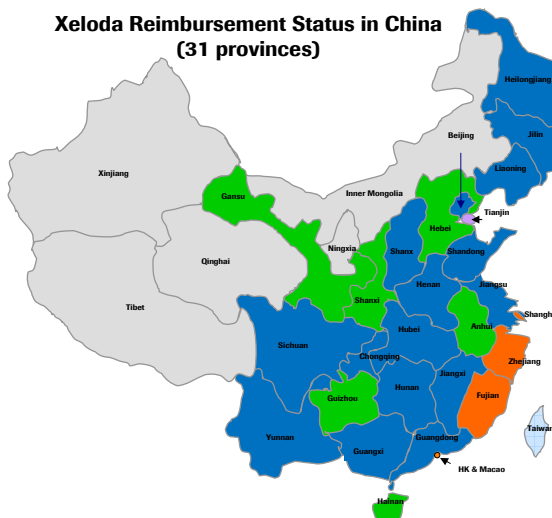 Xeloda Reimbursement Status in China
(31 provinces)
Heilongjiang
Jilin
Beijing
Liaoning
Xinjiang
Gansu
Inner Mongolia
Tianjin
Hebei
Ningxia
Shanx
Shandong
Qinghai
Henan
Jiangsu
Shanxi
Tibet
Shangh
Anhui
Hubei
Sichuan
Chongqing
Zhejiang
Jiangxi
Hunan
Guizhou
Fujian
Taiwan
Yunnan
Guangdong
Guangxi
HK & Macao
Hainan